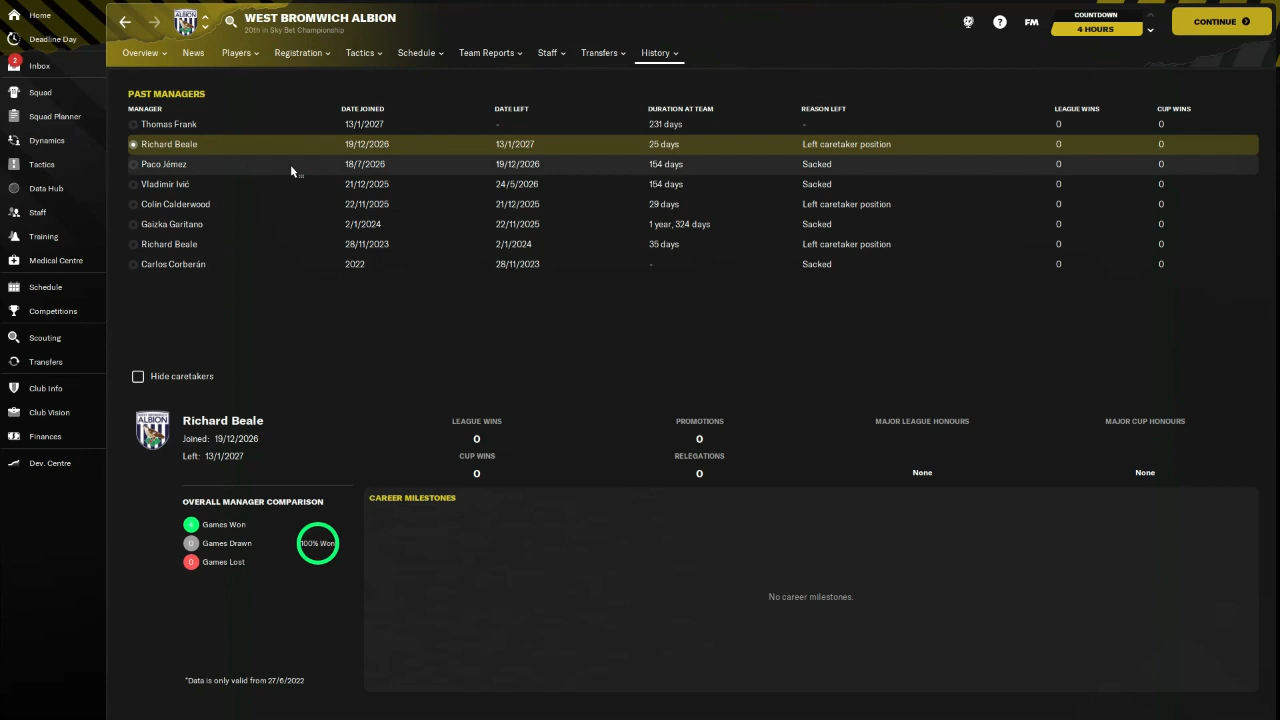 Home
Deadline Day
2
Inbox
Squad
Squad Planner
Dynamics
Tactics
Data Hub
Staff
Training
Medical Centre
Schedule
Competitions
Scouting
Transfers
Club Info
Club Vision
Finances
Dev. Centre
WEST BROMWICH ALBION
20th in Sky Bet Championship
? FM
COUNTDOWN
4 HOURS
CONTINUE
Overview News Players Registration Tactics Schedule Team Reports Staff Transfers History
PAST MANAGERS
MANAGER DATE JOINED DATE LEFT DURATION AT TEAM REASON LEFT LEAGUE WINS CUP WINS
Thomas Frank 13/1/2027 - 231 days - 0 0
Richard Beale 19/12/2026 13/1/2027 25 days Left caretaker position 0 0
Paco Jémez 18/7/2026 19/12/2026 154 days Sacked 0 0
Vladimir Ivić 21/12/2025 24/5/2026 154 days Sacked 0 0
Colin Calderwood 22/11/2025 21/12/2025 29 days Left caretaker position 0 0
Gaizka Garitano 2/1/2024 22/11/2025 1 year, 324 days Sacked 0 0
Richard Beale 28/11/2023 2/1/2024 35 days Left caretaker position 0 0
Carlos Corberán 2022 28/11/2023 - Sacked 0 0
Hide caretakers
ALBION
Richard Beale
Joined: 19/12/2026
Left: 13/1/2027
LEAGUE WINS PROMOTIONS MAJOR LEAGUE HONOURS MAJOR CUP HONOURS
0 0
CUP WINS RELEGATIONS
0 0 None None
OVERALL MANAGER COMPARISON
4 Games Won
0 Games Drawn
0 Games Lost
100% Won
CAREER MILESTONES
No career milestones.
*Data is only valid from 27/6/2022